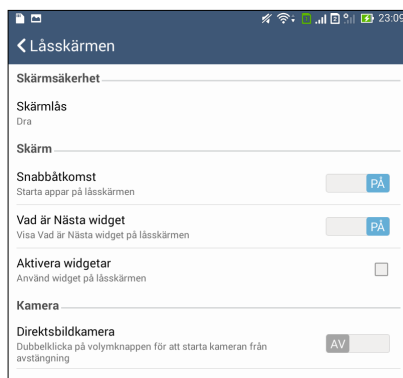 23:09
Låsskärmen
Skärmsäkerhet
Skärmlås
Dra
Skärm
Snabbåtkomst
Starta appar på låsskärmen
PÅ
Vad är Nästa widget
Visa Vad är Nästa widget på låsskärmen
PÅ
Aktivera widgetar
Använd widget på låsskärmen
Kamera
Direktsbildkamera
Dubbelklicka på volymknappen för att starta kameran från
avstängning
AV